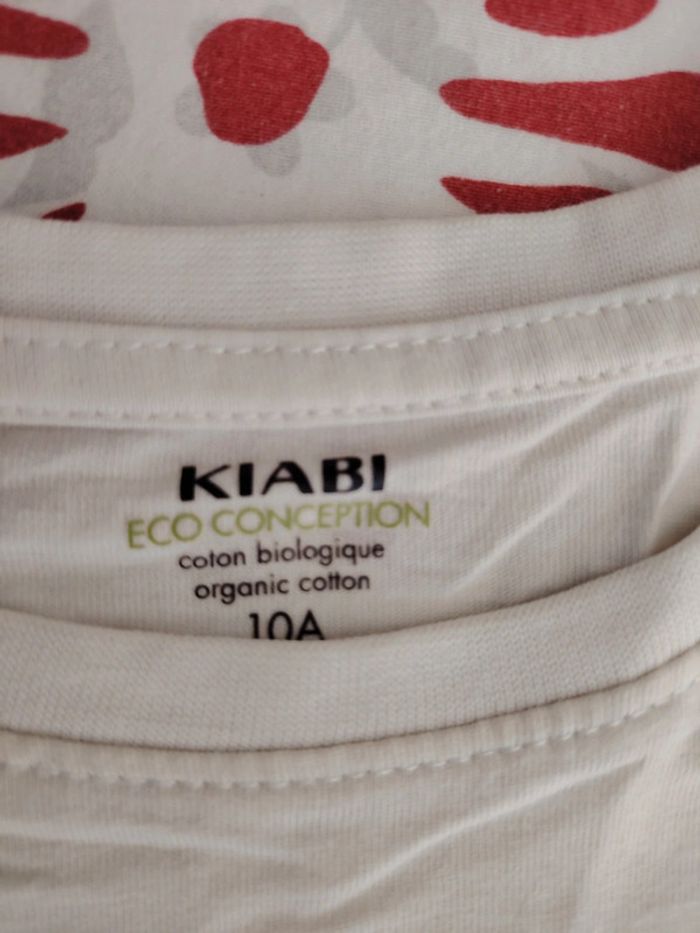 KIABI
ECO CONCEPTION
coton biologique
organic cotton
10A